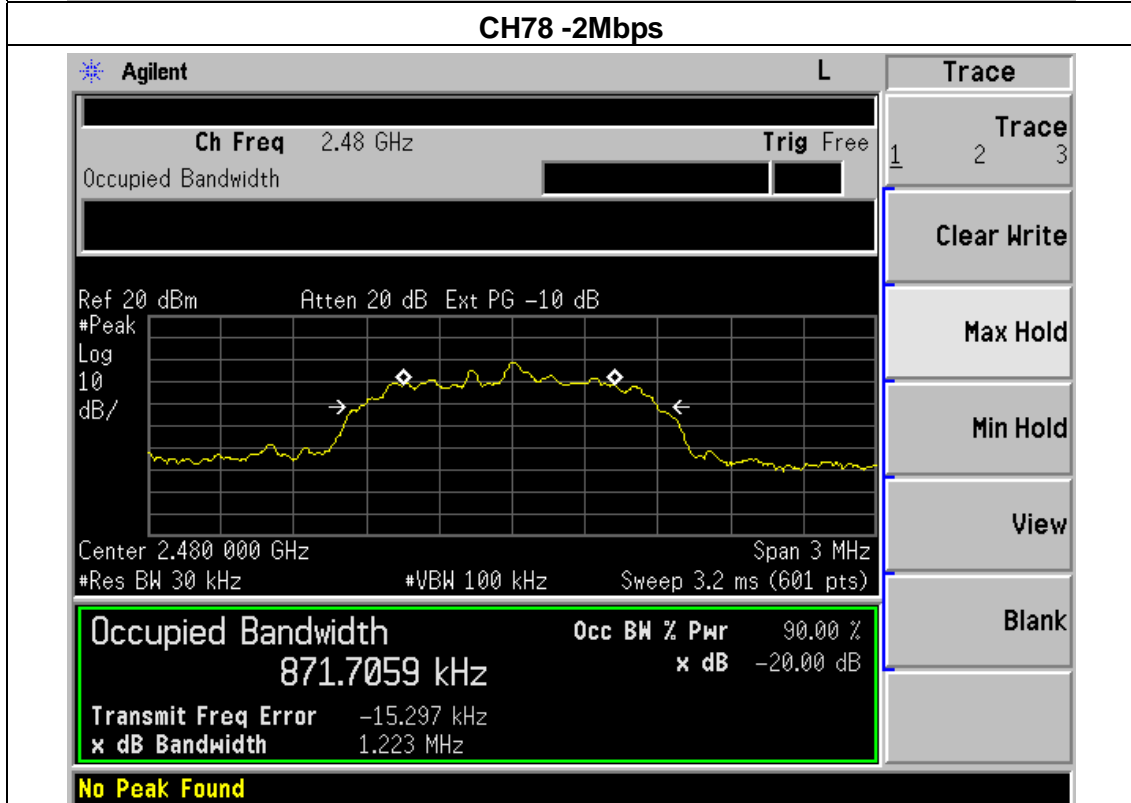 CH78 -2Mbps
Agilent L Trace
Ch Freq 2.48 GHz Trig Free
Occupied Bandwidth
Trace
1 2 3
Clear Write
Max Hold
Min Hold
View
Blank
Ref 20 dBm Atten 20 dB Ext PG -10 dB
#Peak
Log
10
dB/
Center 2.480 000 GHz Span 3 MHz
#Res BW 30 kHz #VBW 100 kHz Sweep 3.2 ms (601 pts)
Occupied Bandwidth Occ BW % Pwr 90.00 %
871.7059 kHz x dB -20.00 dB
Transmit Freq Error -15.297 kHz
x dB Bandwidth 1.223 MHz
No Peak Found